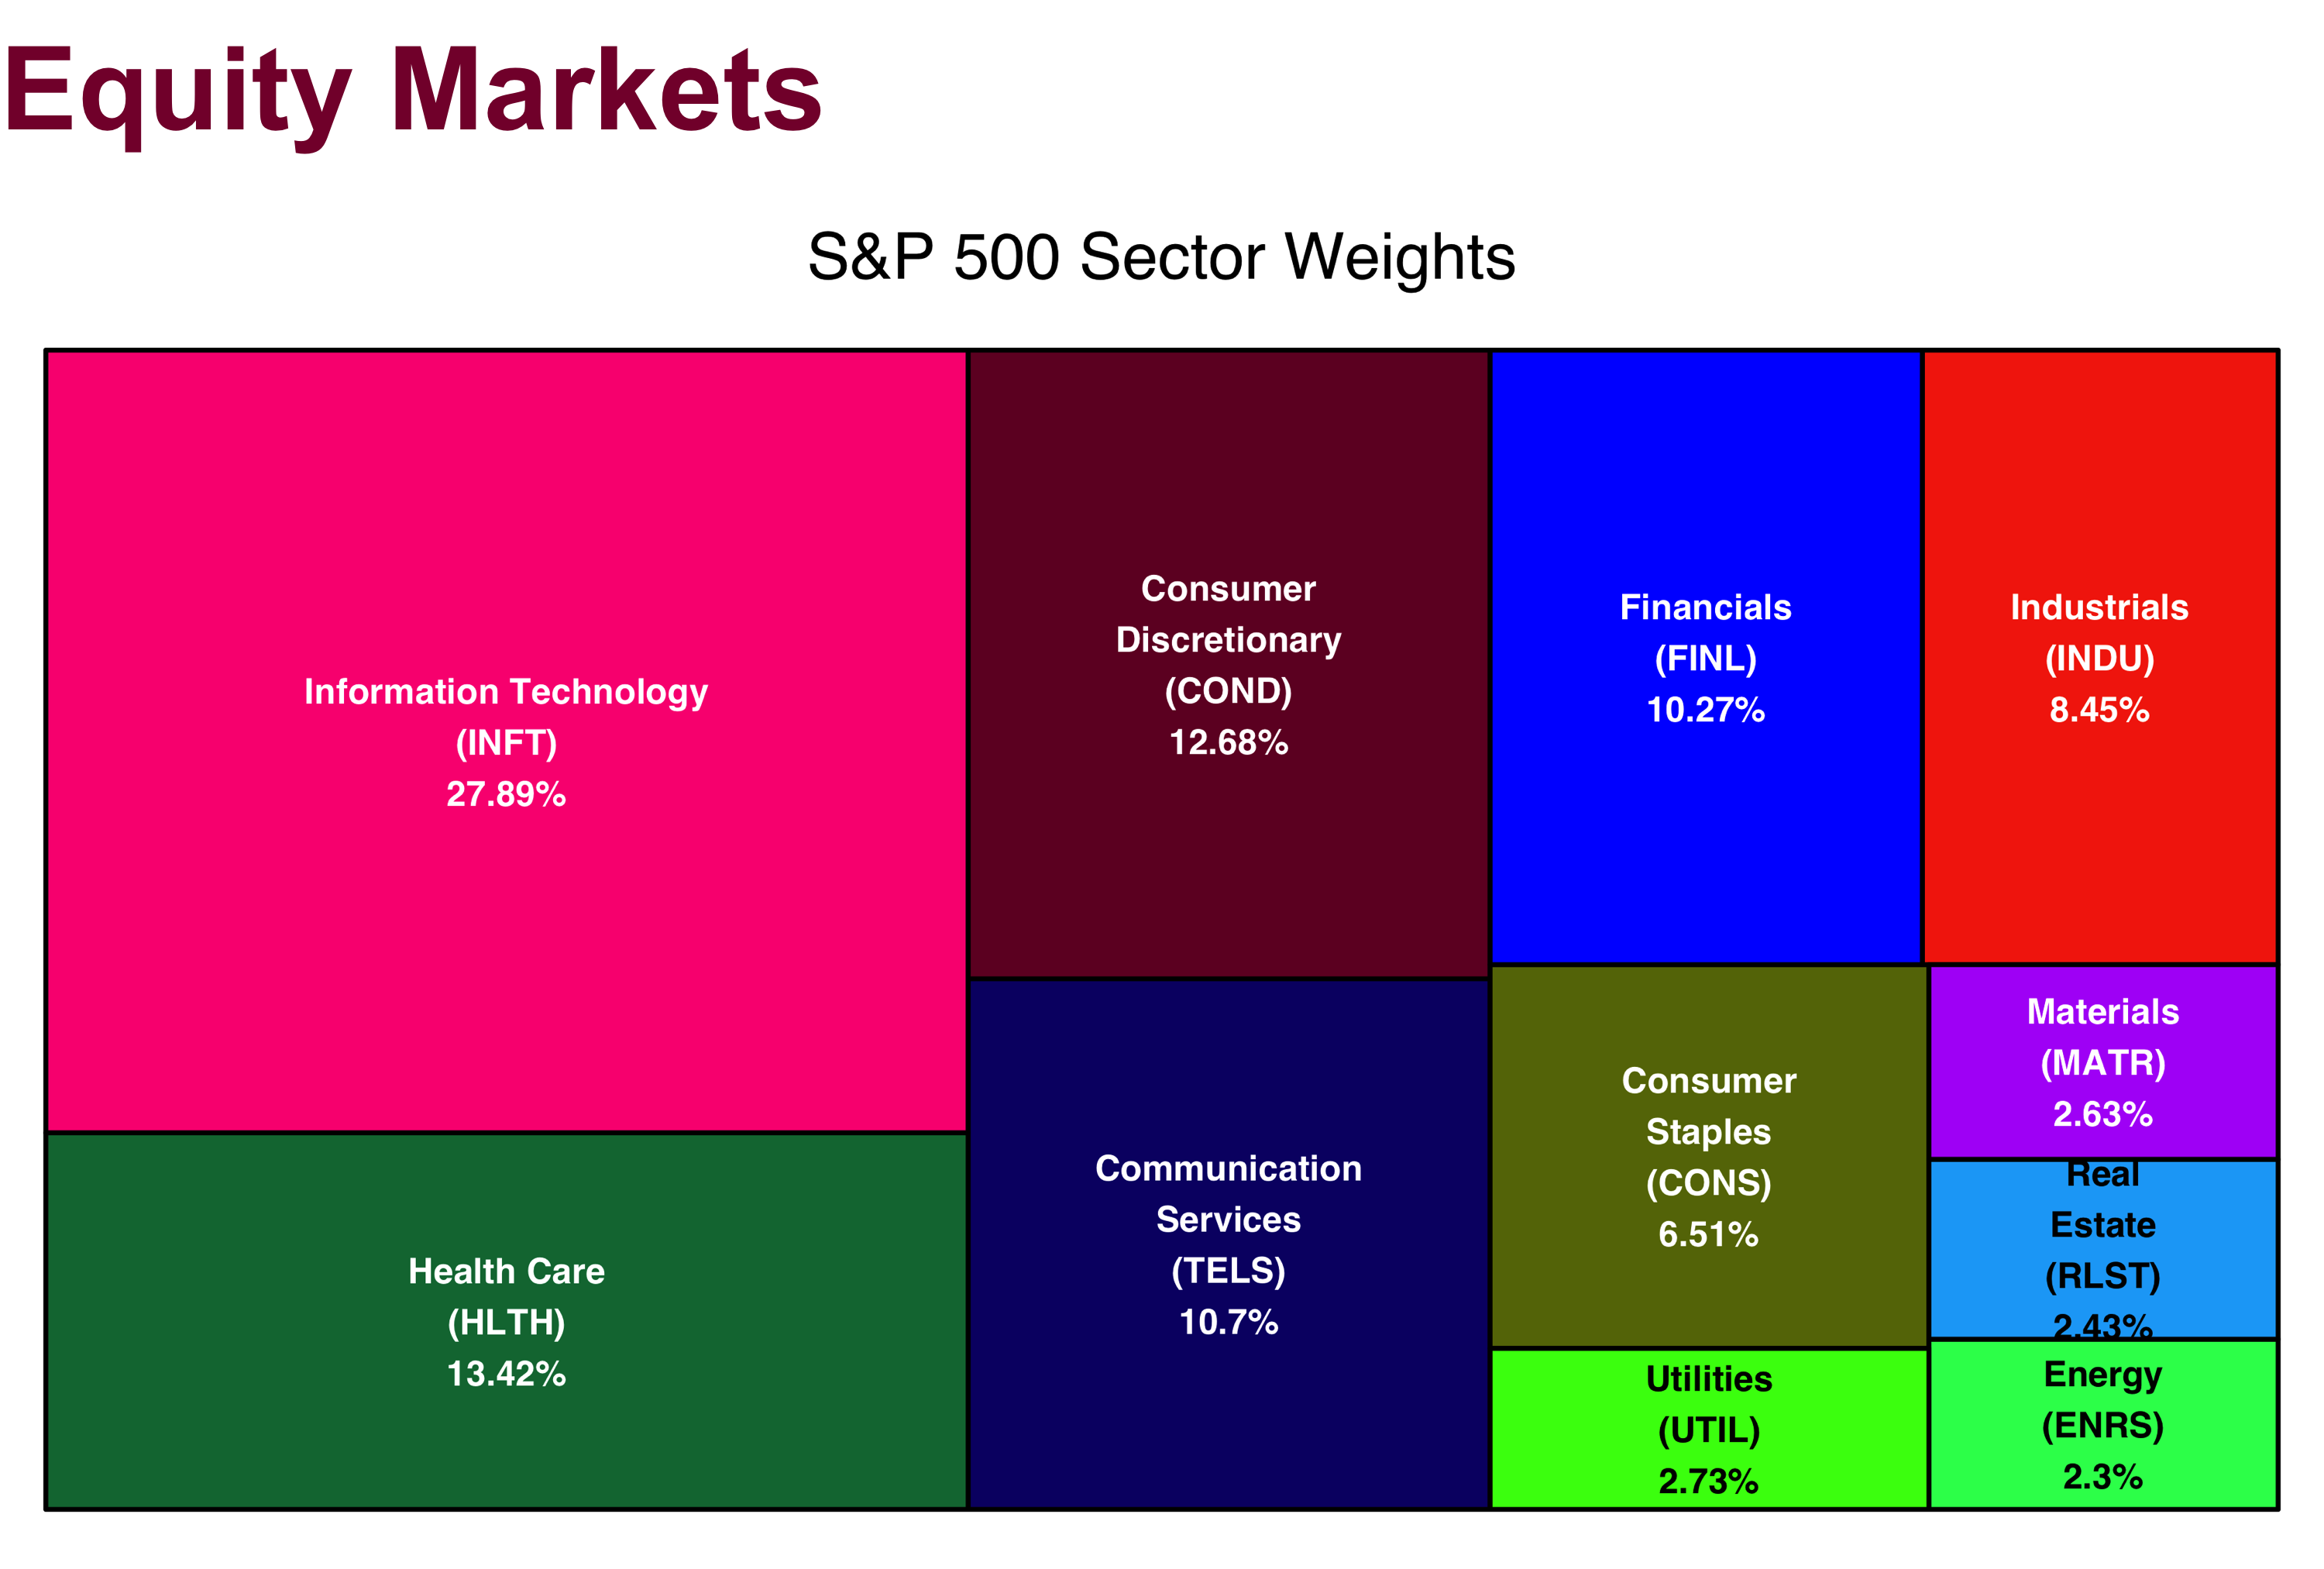 Equity Markets
S&P 500 Sector Weights
Information Technology
(INFT)
27.89%
Health Care
(HLTH)
13.42%
Consumer
Discretionary
(COND)
12.68%
Communication
Services
(TELS)
10.7%
Financials
(FINL)
10.27%
Industrials
(INDU)
8.45%
Consumer
Staples
(CONS)
6.51%
Utilities
(UTIL)
2.73%
Materials
(MATR)
2.63%
Real
Estate
(RLST)
2.43%
Energy
(ENRS)
2.3%